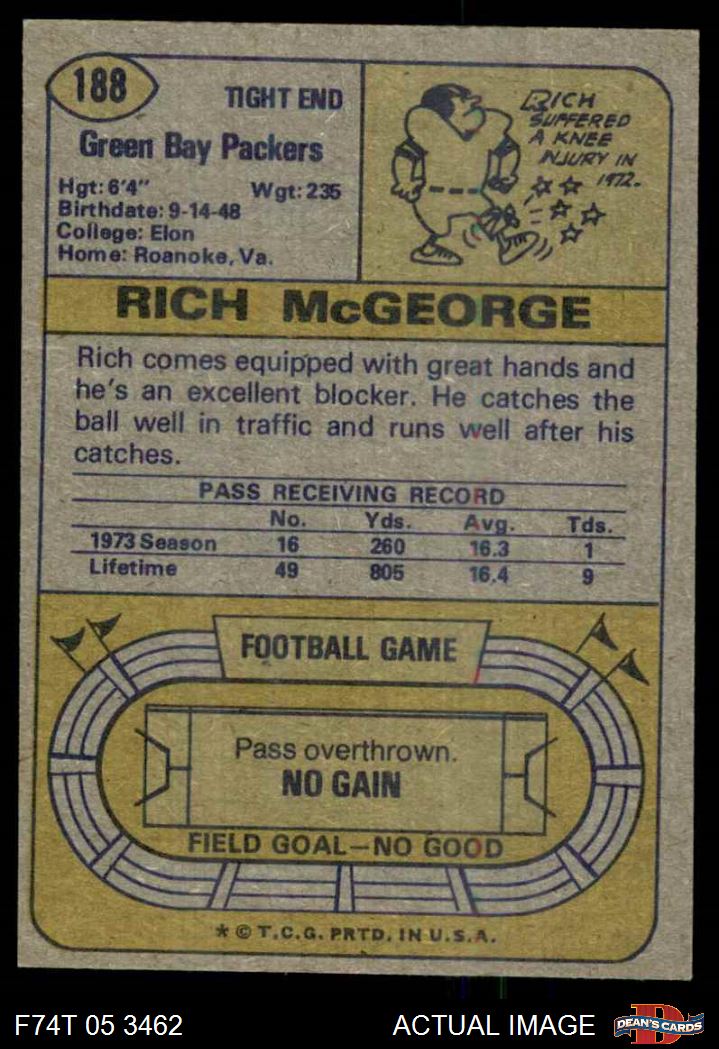 188
TIGHT END
Green Bay Packers
Hgt: 6'4" Wgt: 235
Birthdate: 9-14-48
College: Elon
Home: Roanoke, Va.
RICH
SUFFERED
A KNEE
INJURY IN
1972.
RICH McGEORGE
Rich comes equipped with great hands and
he's an excellent blocker. He catches the
ball well in traffic and runs well after his
catches.
PASS RECEIVING RECORD
No. Yds. Avg. Tds.
1973 Season 16 260 16.3 1
Lifetime 49 805 16.4 9
FOOTBALL GAME
Pass overthrown.
NO GAIN
FIELD GOAL—NO GOOD
* © T.C.G. PRTD. IN U.S.A.
F74T 05 3462 ACTUAL IMAGE D DEAN'S CARDS